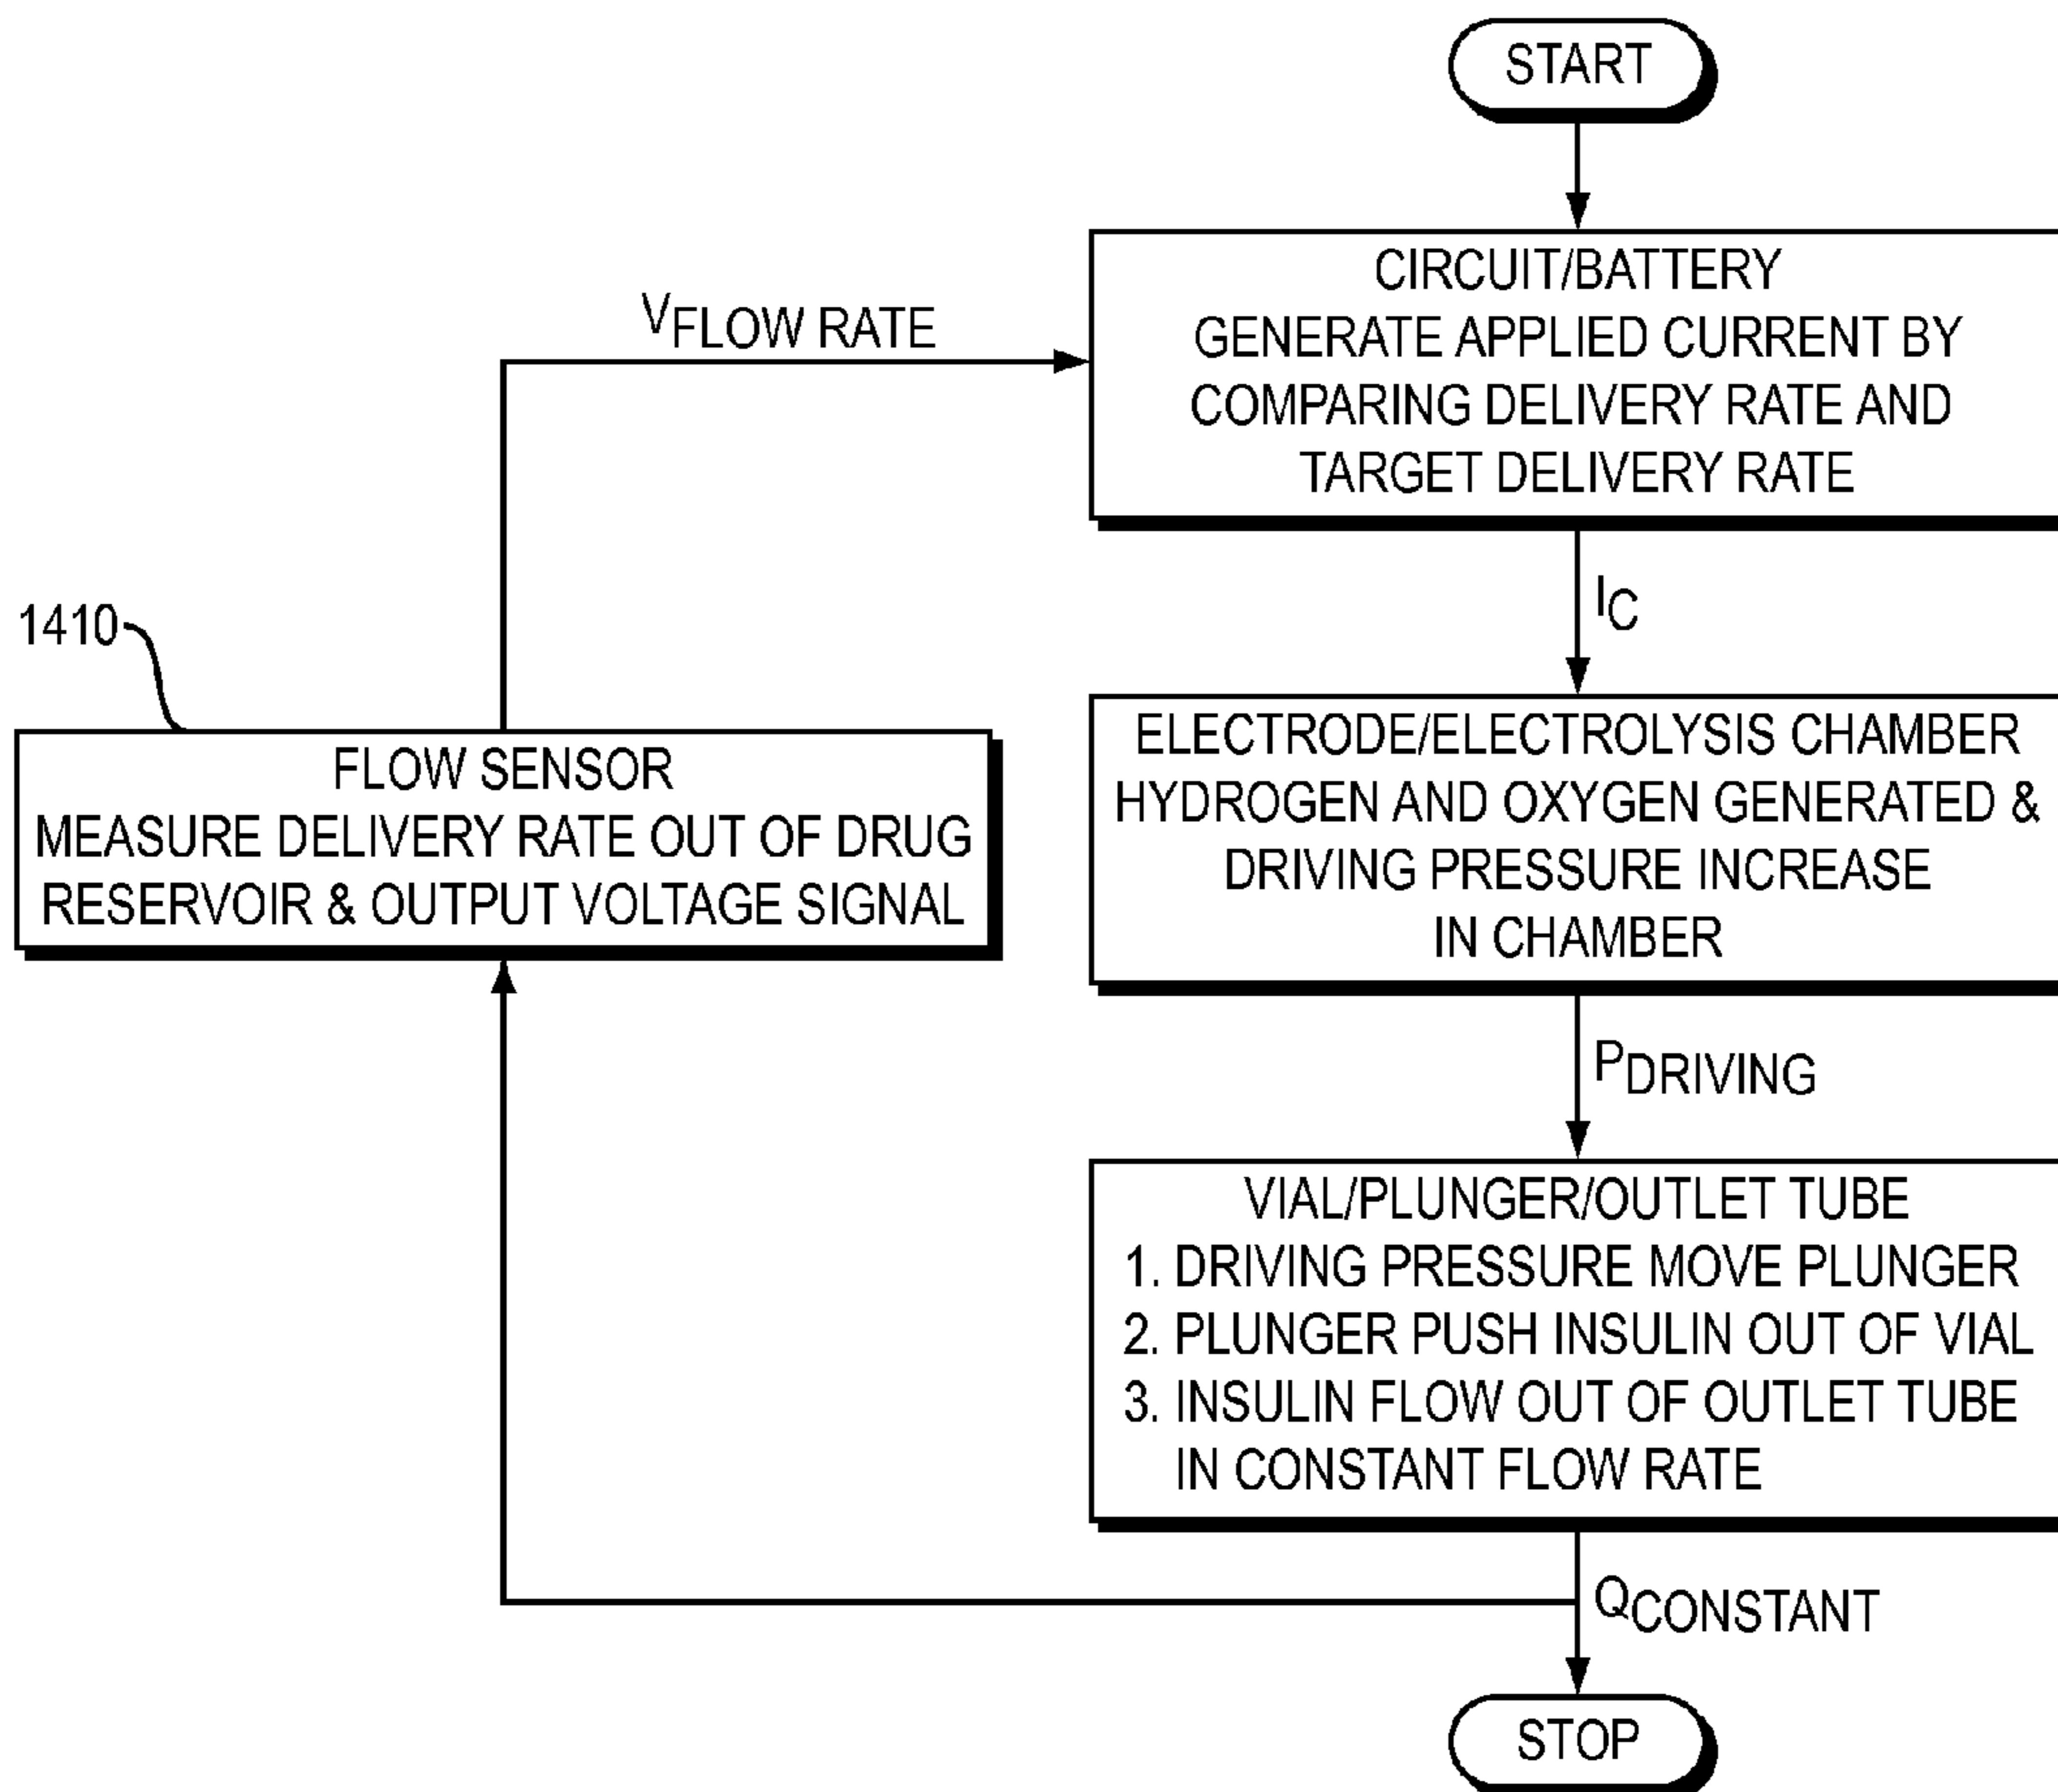 START
CIRCUIT/BATTERY
GENERATE APPLIED CURRENT BY
COMPARING DELIVERY RATE AND
TARGET DELIVERY RATE
VFLOW RATE
IC
1410
FLOW SENSOR
MEASURE DELIVERY RATE OUT OF DRUG
RESERVOIR & OUTPUT VOLTAGE SIGNAL
ELECTRODE/ELECTROLYSIS CHAMBER
HYDROGEN AND OXYGEN GENERATED &
DRIVING PRESSURE INCREASE
IN CHAMBER
PDRIVING
VIAL/PLUNGER/OUTLET TUBE
1. DRIVING PRESSURE MOVE PLUNGER
2. PLUNGER PUSH INSULIN OUT OF VIAL
3. INSULIN FLOW OUT OF OUTLET TUBE
IN CONSTANT FLOW RATE
QCONSTANT
STOP